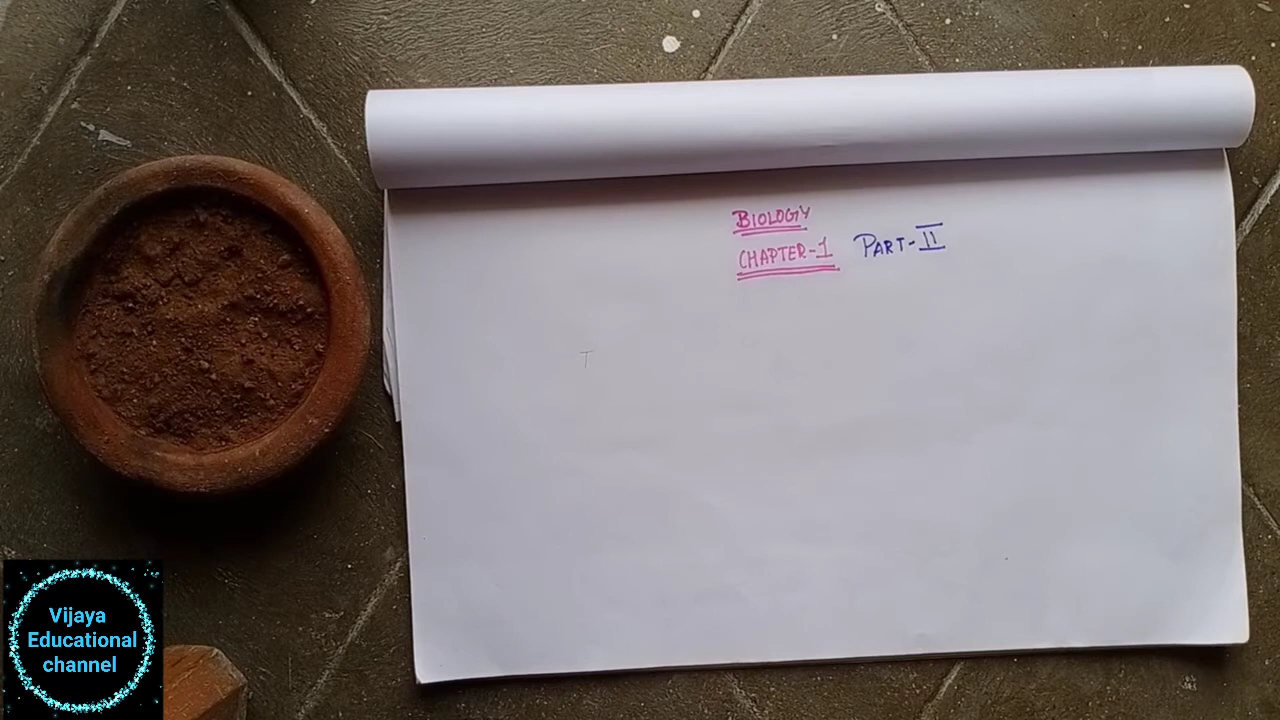 BIOLOGY
CHAPTER-1 PART-II
T
Vijaya
Educational
channel